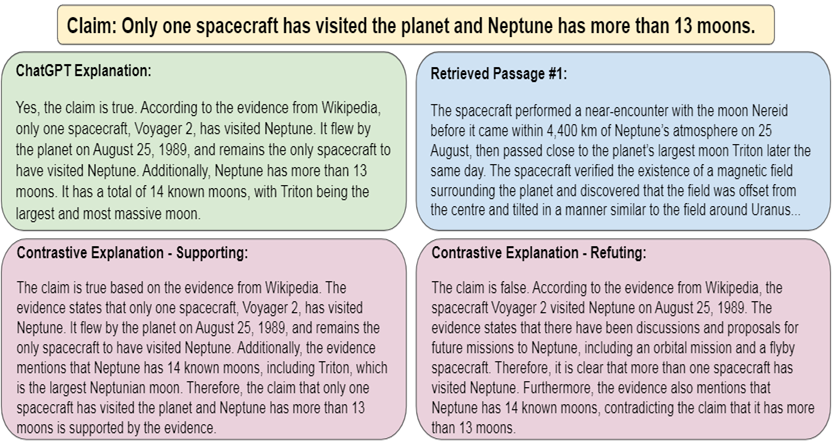 Claim: Only one spacecraft has visited the planet and Neptune has more than 13 moons.
ChatGPT Explanation:
Yes, the claim is true. According to the evidence from Wikipedia,
only one spacecraft, Voyager 2, has visited Neptune. It flew by
the planet on August 25, 1989, and remains the only spacecraft to
have visited Neptune. Additionally, Neptune has more than 13
moons. It has a total of 14 known moons, with Triton being the
largest and most massive moon.
Retrieved Passage #1:
The spacecraft performed a near-encounter with the moon Nereid
before it came within 4,400 km of Neptune's atmosphere on 25
August, then passed close to the planet's largest moon Triton later the
same day. The spacecraft verified the existence of a magnetic field
surrounding the planet and discovered that the field was offset from
the centre and tilted in a manner similar to the field around Uranus...
Contrastive Explanation - Supporting:
The claim is true based on the evidence from Wikipedia. The
evidence states that only one spacecraft, Voyager 2, has visited
Neptune. It flew by the planet on August 25, 1989, and remains the
only spacecraft to have visited Neptune. Additionally, the evidence
mentions that Neptune has 14 known moons, including Triton, which
is the largest Neptunian moon. Therefore, the claim that only one
spacecraft has visited the planet and Neptune has more than 13
moons is supported by the evidence.
Contrastive Explanation - Refuting:
The claim is false. According to the evidence from Wikipedia, the
spacecraft Voyager 2 visited Neptune on August 25, 1989. The
evidence states that there have been discussions and proposals for
future missions to Neptune, including an orbital mission and a flyby
spacecraft. Therefore, it is clear that more than one spacecraft has
visited Neptune. Furthermore, the evidence also mentions that
Neptune has 14 known moons, contradicting the claim that it has more
than 13 moons.